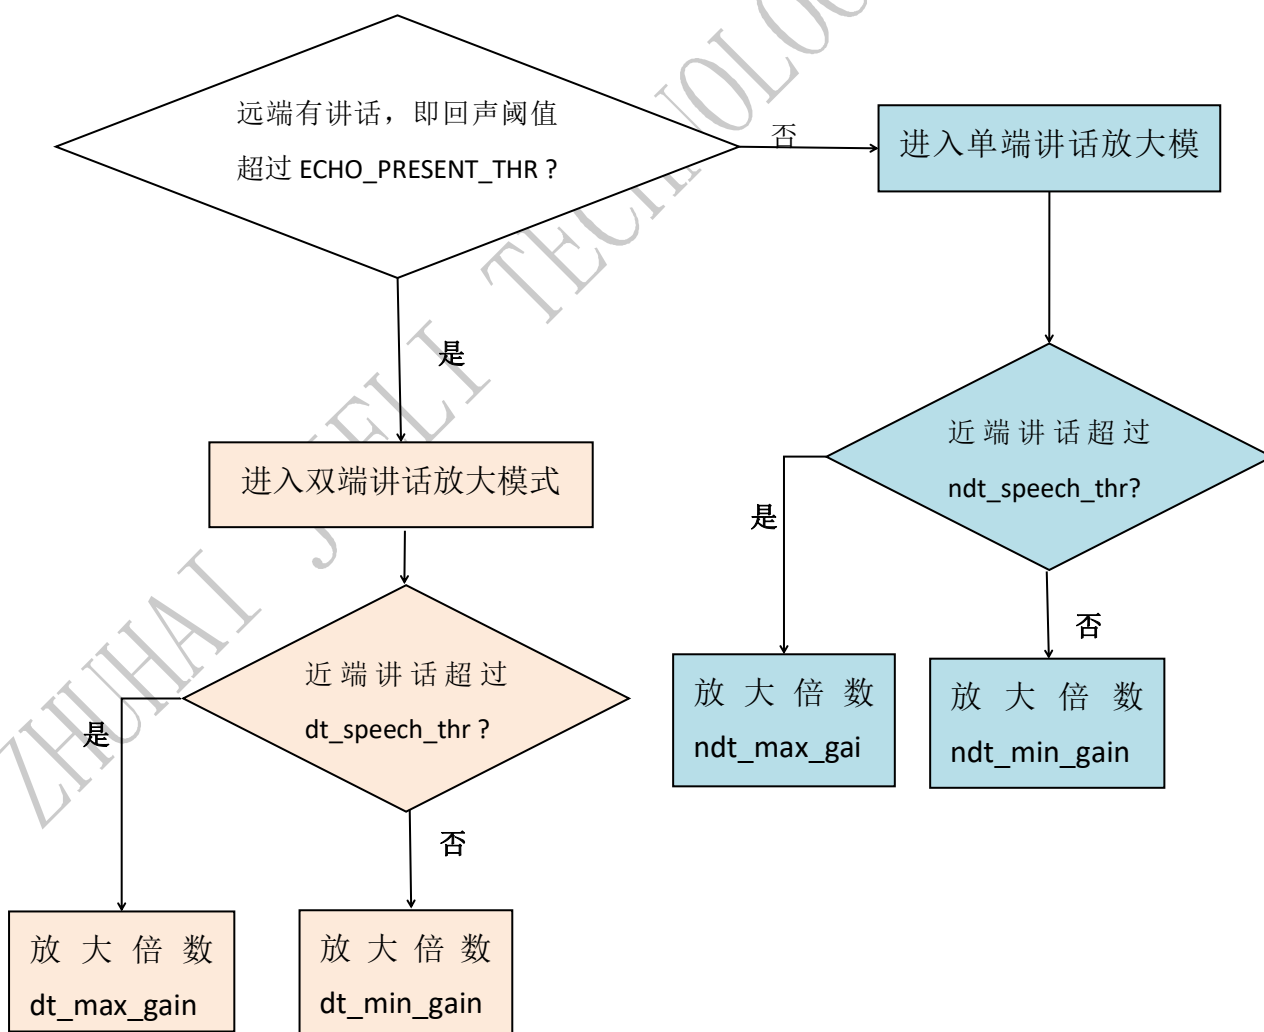 远端有讲话，即回声阈值
超过 ECHO_PRESENT_THR ?
否
进入单端讲话放大模
是
进入双端讲话放大模式
近端讲话超过
ndt_speech_thr?
是
否
放大倍数
ndt_max_gai
放大倍数
ndt_min_gain
近端讲话超过
dt_speech_thr ?
是
否
放大倍数
dt_max_gain
放大倍数
dt_min_gain
ZHUHAI JIELI TECHNOLO